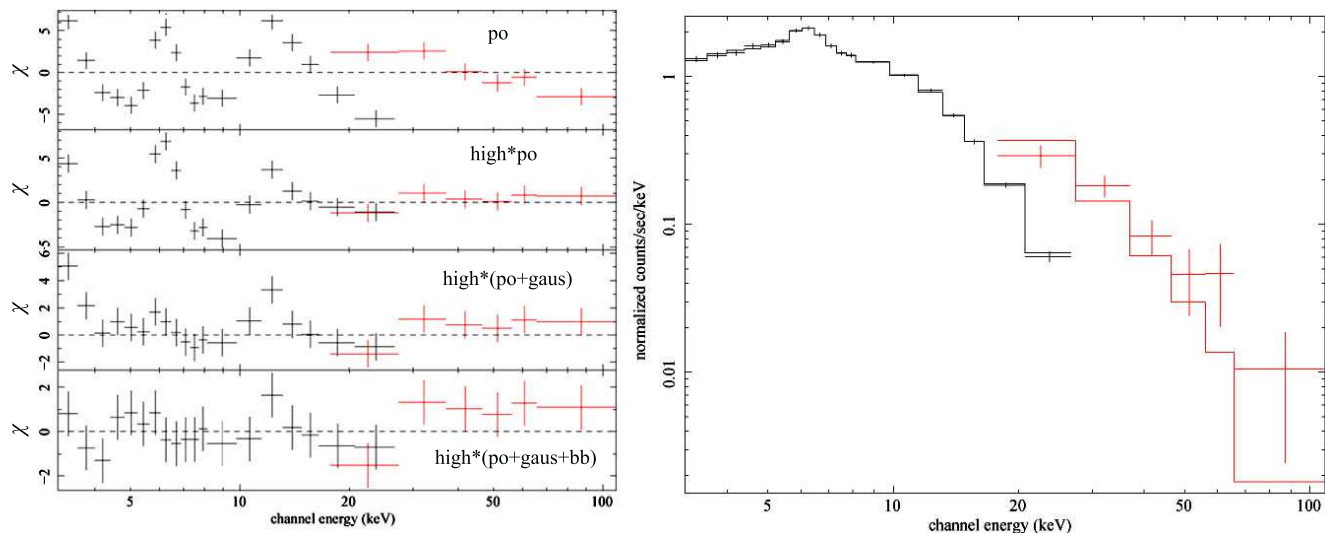 po
χ
5
0
-5
high*po
χ
5
0
-5
high*(po+gaus)
χ
6
4
2
0
-2
high*(po+gaus+bb)
χ
2
0
-2
5
10
20
50
100
channel energy (keV)
normalized counts/sec/keV
1
0.1
0.01
5
10
20
50
100
channel energy (keV)